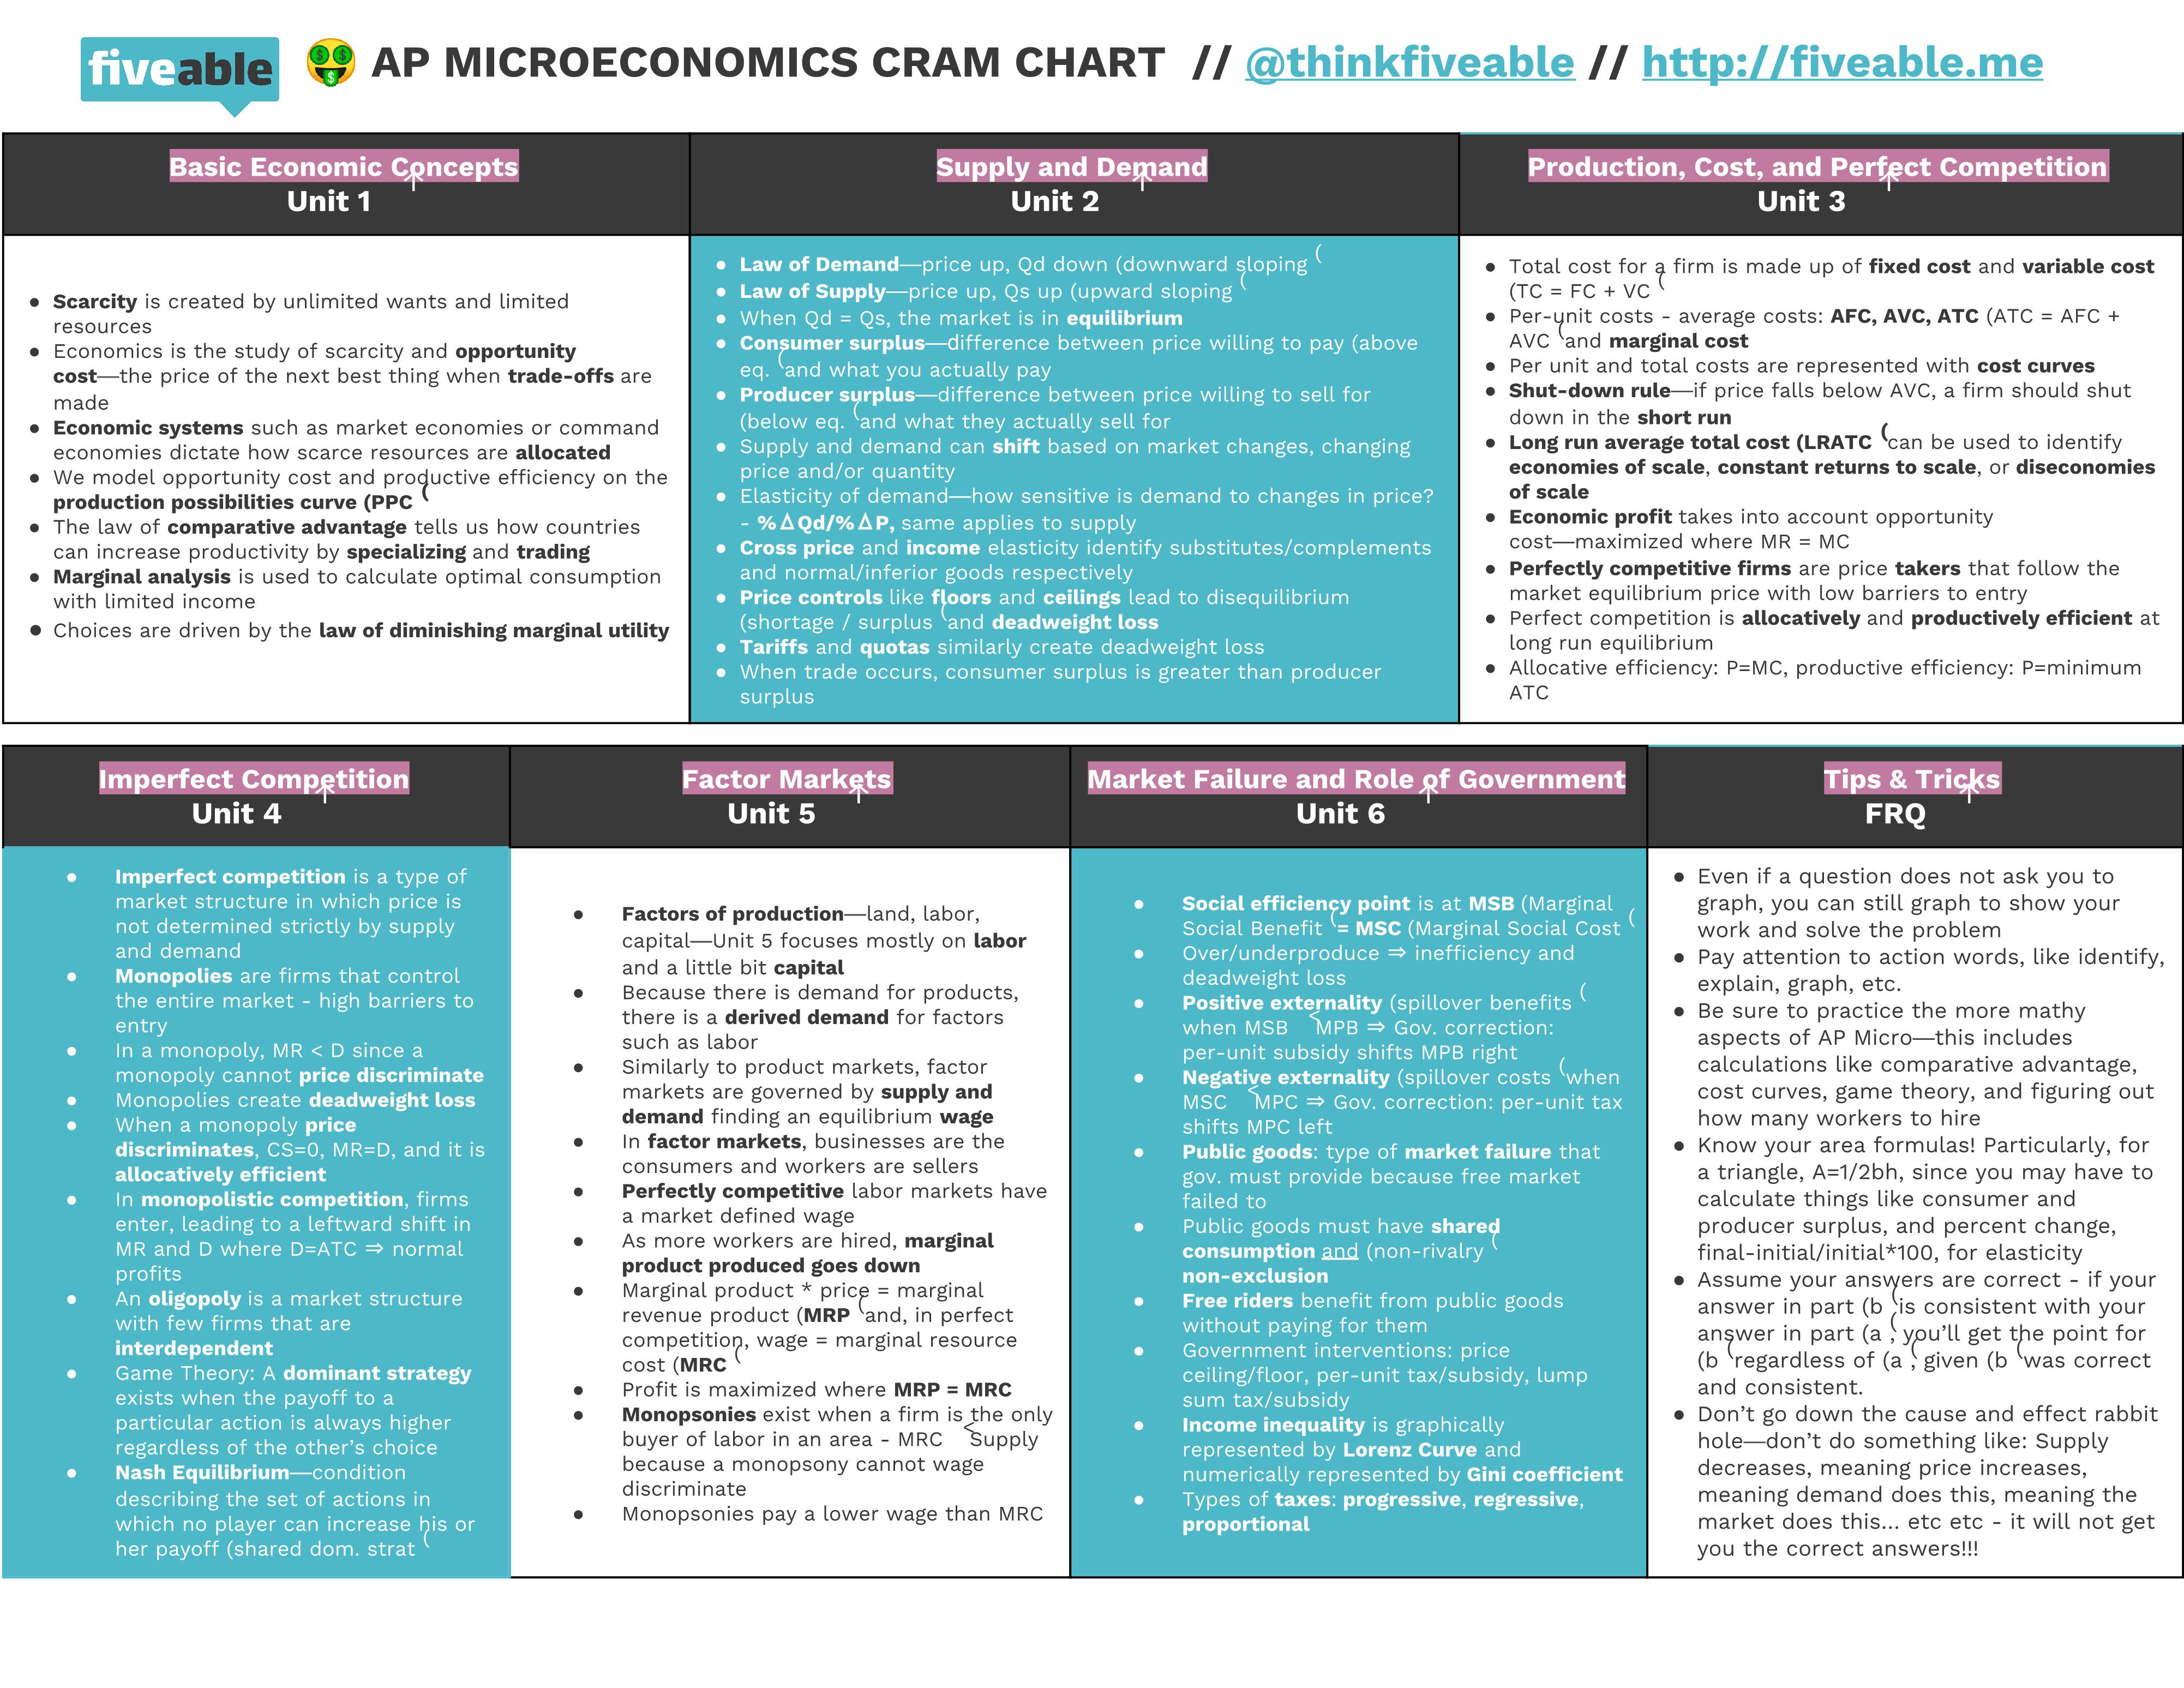 fiveable 🤑 AP MICROECONOMICS CRAM CHART // @thinkfiveable // http://fiveable.me
Basic Economic Concepts
Unit 1
● Scarcity is created by unlimited wants and limited
resources
● Economics is the study of scarcity and opportunity
cost—the price of the next best thing when trade-offs are
made
● Economic systems such as market economies or command
economies dictate how scarce resources are allocated
● We model opportunity cost and productive efficiency on the
production possibilities curve (PPC (
● The law of comparative advantage tells us how countries
can increase productivity by specializing and trading
● Marginal analysis is used to calculate optimal consumption
with limited income
● Choices are driven by the law of diminishing marginal utility
Supply and Demand
Unit 2
● Law of Demand—price up, Qd down (downward sloping (
● Law of Supply—price up, Qs up (upward sloping (
● When Qd = Qs, the market is in equilibrium
● Consumer surplus—difference between price willing to pay (above
eq. (and what you actually pay
● Producer surplus—difference between price willing to sell for
(below eq. (and what they actually sell for
● Supply and demand can shift based on market changes, changing
price and/or quantity
● Elasticity of demand—how sensitive is demand to changes in price?
- %ΔQd/%ΔP, same applies to supply
● Cross price and income elasticity identify substitutes/complements
and normal/inferior goods respectively
● Price controls like floors and ceilings lead to disequilibrium
(shortage / surplus (and deadweight loss
● Tariffs and quotas similarly create deadweight loss
● When trade occurs, consumer surplus is greater than producer
surplus
Production, Cost, and Perfect Competition
Unit 3
● Total cost for a firm is made up of fixed cost and variable cost
(TC = FC + VC (
● Per-unit costs - average costs: AFC, AVC, ATC (ATC = AFC +
AVC (and marginal cost
● Per unit and total costs are represented with cost curves
● Shut-down rule—if price falls below AVC, a firm should shut
down in the short run
● Long run average total cost (LRATC (can be used to identify
economies of scale, constant returns to scale, or diseconomies
of scale
● Economic profit takes into account opportunity
cost—maximized where MR = MC
● Perfectly competitive firms are price takers that follow the
market equilibrium price with low barriers to entry
● Perfect competition is allocatively and productively efficient at
long run equilibrium
● Allocative efficiency: P=MC, productive efficiency: P=minimum
ATC
Imperfect Competition
Unit 4
● Imperfect competition is a type of
market structure in which price is
not determined strictly by supply
and demand
● Monopolies are firms that control
the entire market - high barriers to
entry
● In a monopoly, MR < D since a
monopoly cannot price discriminate
● Monopolies create deadweight loss
● When a monopoly price
discriminates, CS=0, MR=D, and it is
allocatively efficient
● In monopolistic competition, firms
enter, leading to a leftward shift in
MR and D where D=ATC ⇒ normal
profits
● An oligopoly is a market structure
with few firms that are
interdependent
● Game Theory: A dominant strategy
exists when the payoff to a
particular action is always higher
regardless of the other's choice
● Nash Equilibrium—condition
describing the set of actions in
which no player can increase his or
her payoff (shared dom. strat (
Factor Markets
Unit 5
● Factors of production—land, labor,
capital—Unit 5 focuses mostly on labor
and a little bit capital
● Because there is demand for products,
there is a derived demand for factors
such as labor
● Similarly to product markets, factor
markets are governed by supply and
demand finding an equilibrium wage
● In factor markets, businesses are the
consumers and workers are sellers
● Perfectly competitive labor markets have
a market defined wage
● As more workers are hired, marginal
product produced goes down
● Marginal product * price = marginal
revenue product (MRP (and, in perfect
competition, wage = marginal resource
cost (MRC (
● Profit is maximized where MRP = MRC
● Monopsonies exist when a firm is the only
buyer of labor in an area - MRC <Supply
because a monopsony cannot wage
discriminate
● Monopsonies pay a lower wage than MRC
Market Failure and Role of Government
Unit 6
● Social efficiency point is at MSB (Marginal
Social Benefit (= MSC (Marginal Social Cost (
● Over/underproduce ⇒ inefficiency and
deadweight loss
● Positive externality (spillover benefits (
when MSB <MPB ⇒ Gov. correction:
per-unit subsidy shifts MPB right
● Negative externality (spillover costs (when
MSC <MPC ⇒ Gov. correction: per-unit tax
shifts MPC left
● Public goods: type of market failure that
gov. must provide because free market
failed to
● Public goods must have shared
consumption and (non-rivalry (
non-exclusion
● Free riders benefit from public goods
without paying for them
● Government interventions: price
ceiling/floor, per-unit tax/subsidy, lump
sum tax/subsidy
● Income inequality is graphically
represented by Lorenz Curve and
numerically represented by Gini coefficient
● Types of taxes: progressive, regressive,
proportional
Tips & Tricks
FRQ
● Even if a question does not ask you to
graph, you can still graph to show your
work and solve the problem
● Pay attention to action words, like identify,
explain, graph, etc.
● Be sure to practice the more mathy
aspects of AP Micro—this includes
calculations like comparative advantage,
cost curves, game theory, and figuring out
how many workers to hire
● Know your area formulas! Particularly, for
a triangle, A=1/2bh, since you may have to
calculate things like consumer and
producer surplus, and percent change,
final-initial/initial*100, for elasticity
● Assume your answers are correct - if your
answer in part (b (is consistent with your
answer in part (a (, you'll get the point for
(b (regardless of (a (, given (b (was correct
and consistent.
● Don't go down the cause and effect rabbit
hole—don't do something like: Supply
decreases, meaning price increases,
meaning demand does this, meaning the
market does this... etc etc - it will not get
you the correct answers!!!